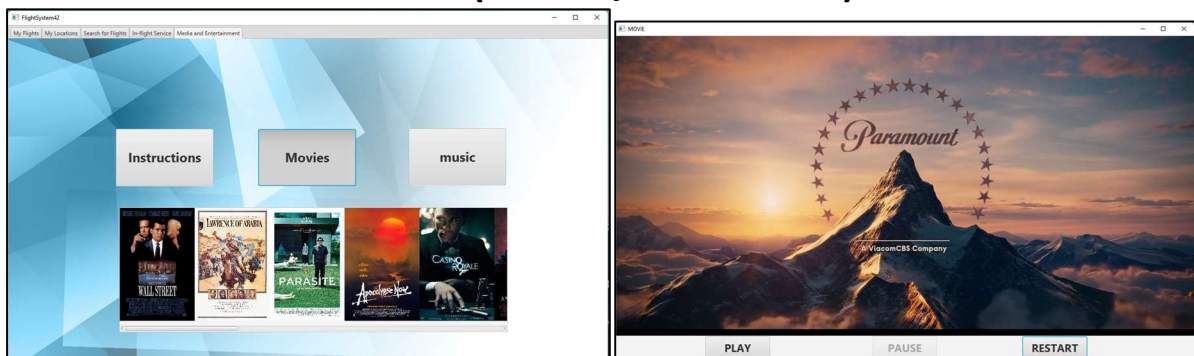 FlightSystem42
My Flights My Locations Search for Flights In-flight Service Media and Entertainment
Instructions Movies music
WALL STREET
LAWRENCE OF ARABIA
PARASITE
Apocalypse Now
CASINO ROYALE
MOVIE
Paramount
A ViacomCBS Company
PLAY PAUSE RESTART